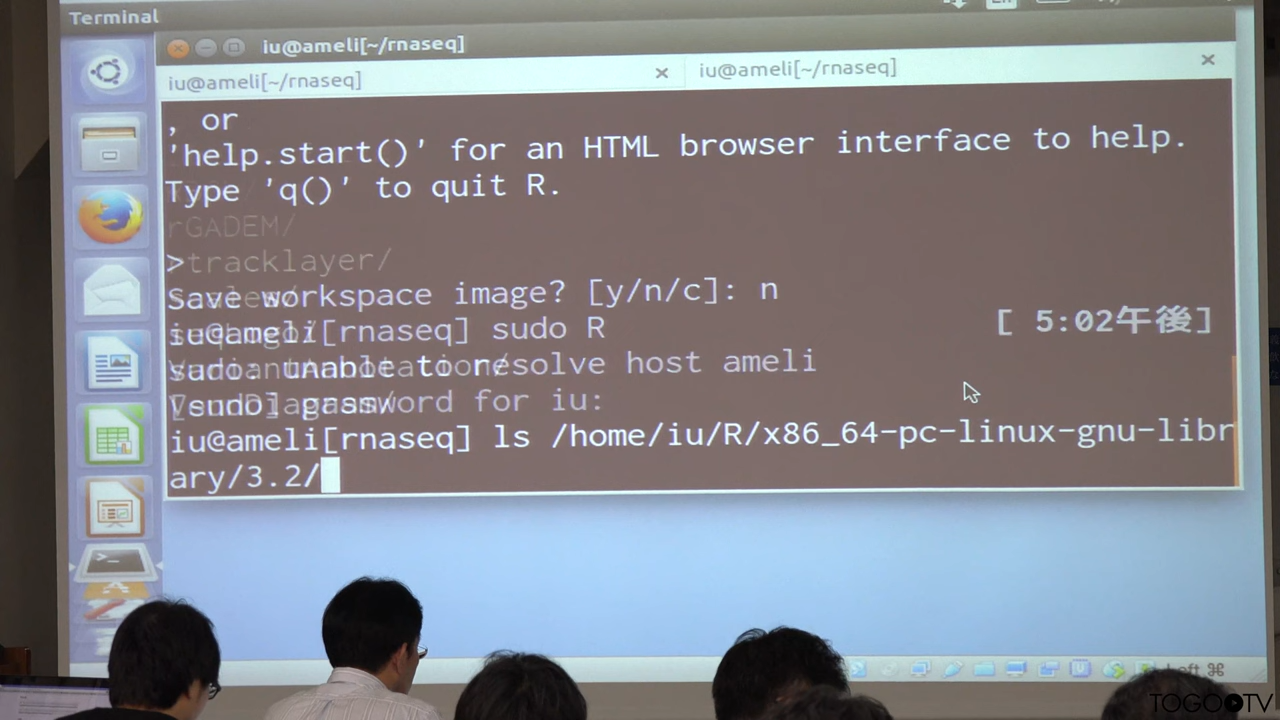 Terminal
iu@ameli[~/rnaseq]
iu@ameli[~/rnaseq] × iu@ameli[~/rnaseq] ×
, or
'help.start()' for an HTML browser interface to help.
Type 'q()' to quit R.
rGADEM/
>
tracklayer/
Save workspace image? [y/n/c]: n
iu@ameli[rnaseq] sudo R [ 5:02午後]
sudo: unable to resolve host ameli
[sudo] password for iu:
iu@ameli[rnaseq] ls /home/iu/R/x86_64-pc-linux-gnu-libr
ary/3.2/
Left ⌘
TOGOTV